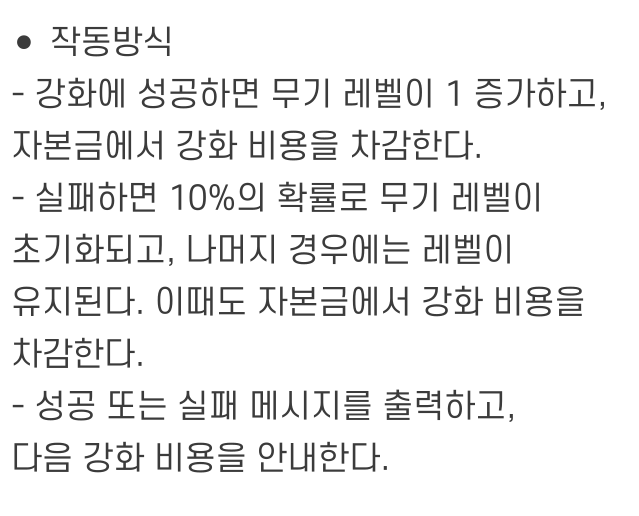 ● 작동방식
- 강화에 성공하면 무기 레벨이 1 증가하고,
자본금에서 강화 비용을 차감한다.
- 실패하면 10%의 확률로 무기 레벨이
초기화되고, 나머지 경우에는 레벨이
유지된다. 이때도 자본금에서 강화 비용을
차감한다.
- 성공 또는 실패 메시지를 출력하고,
다음 강화 비용을 안내한다.